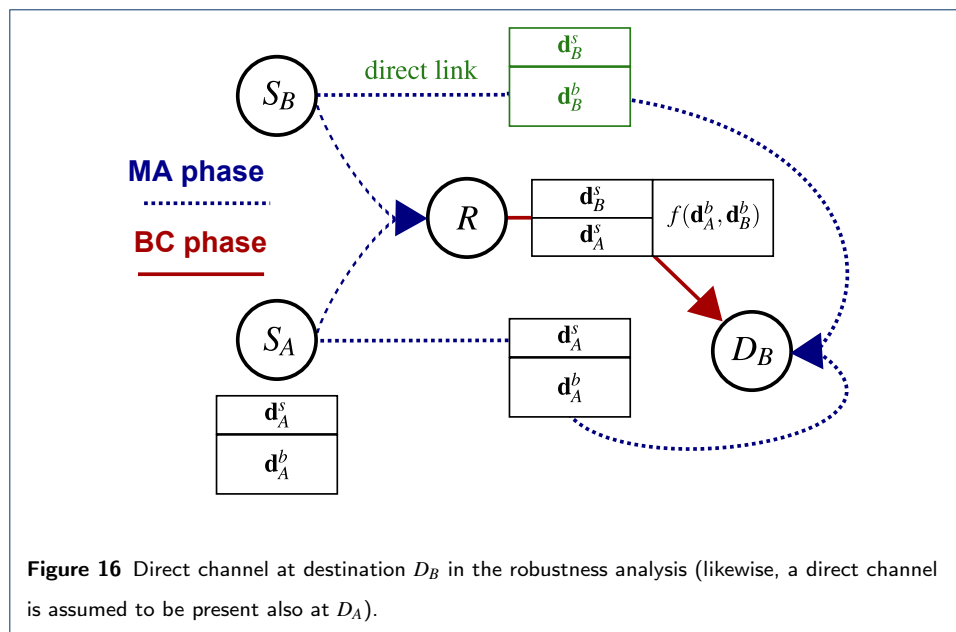 d_B^s
direct link
d_B^b
S_B
MA phase
R
d_B^s
d_A^s
f(d_A^b, d_B^b)
BC phase
S_A
d_A^s
d_A^b
D_B
d_A^s
d_A^b
Figure 16 Direct channel at destination D_B in the robustness analysis (likewise, a direct channel
is assumed to be present also at D_A).